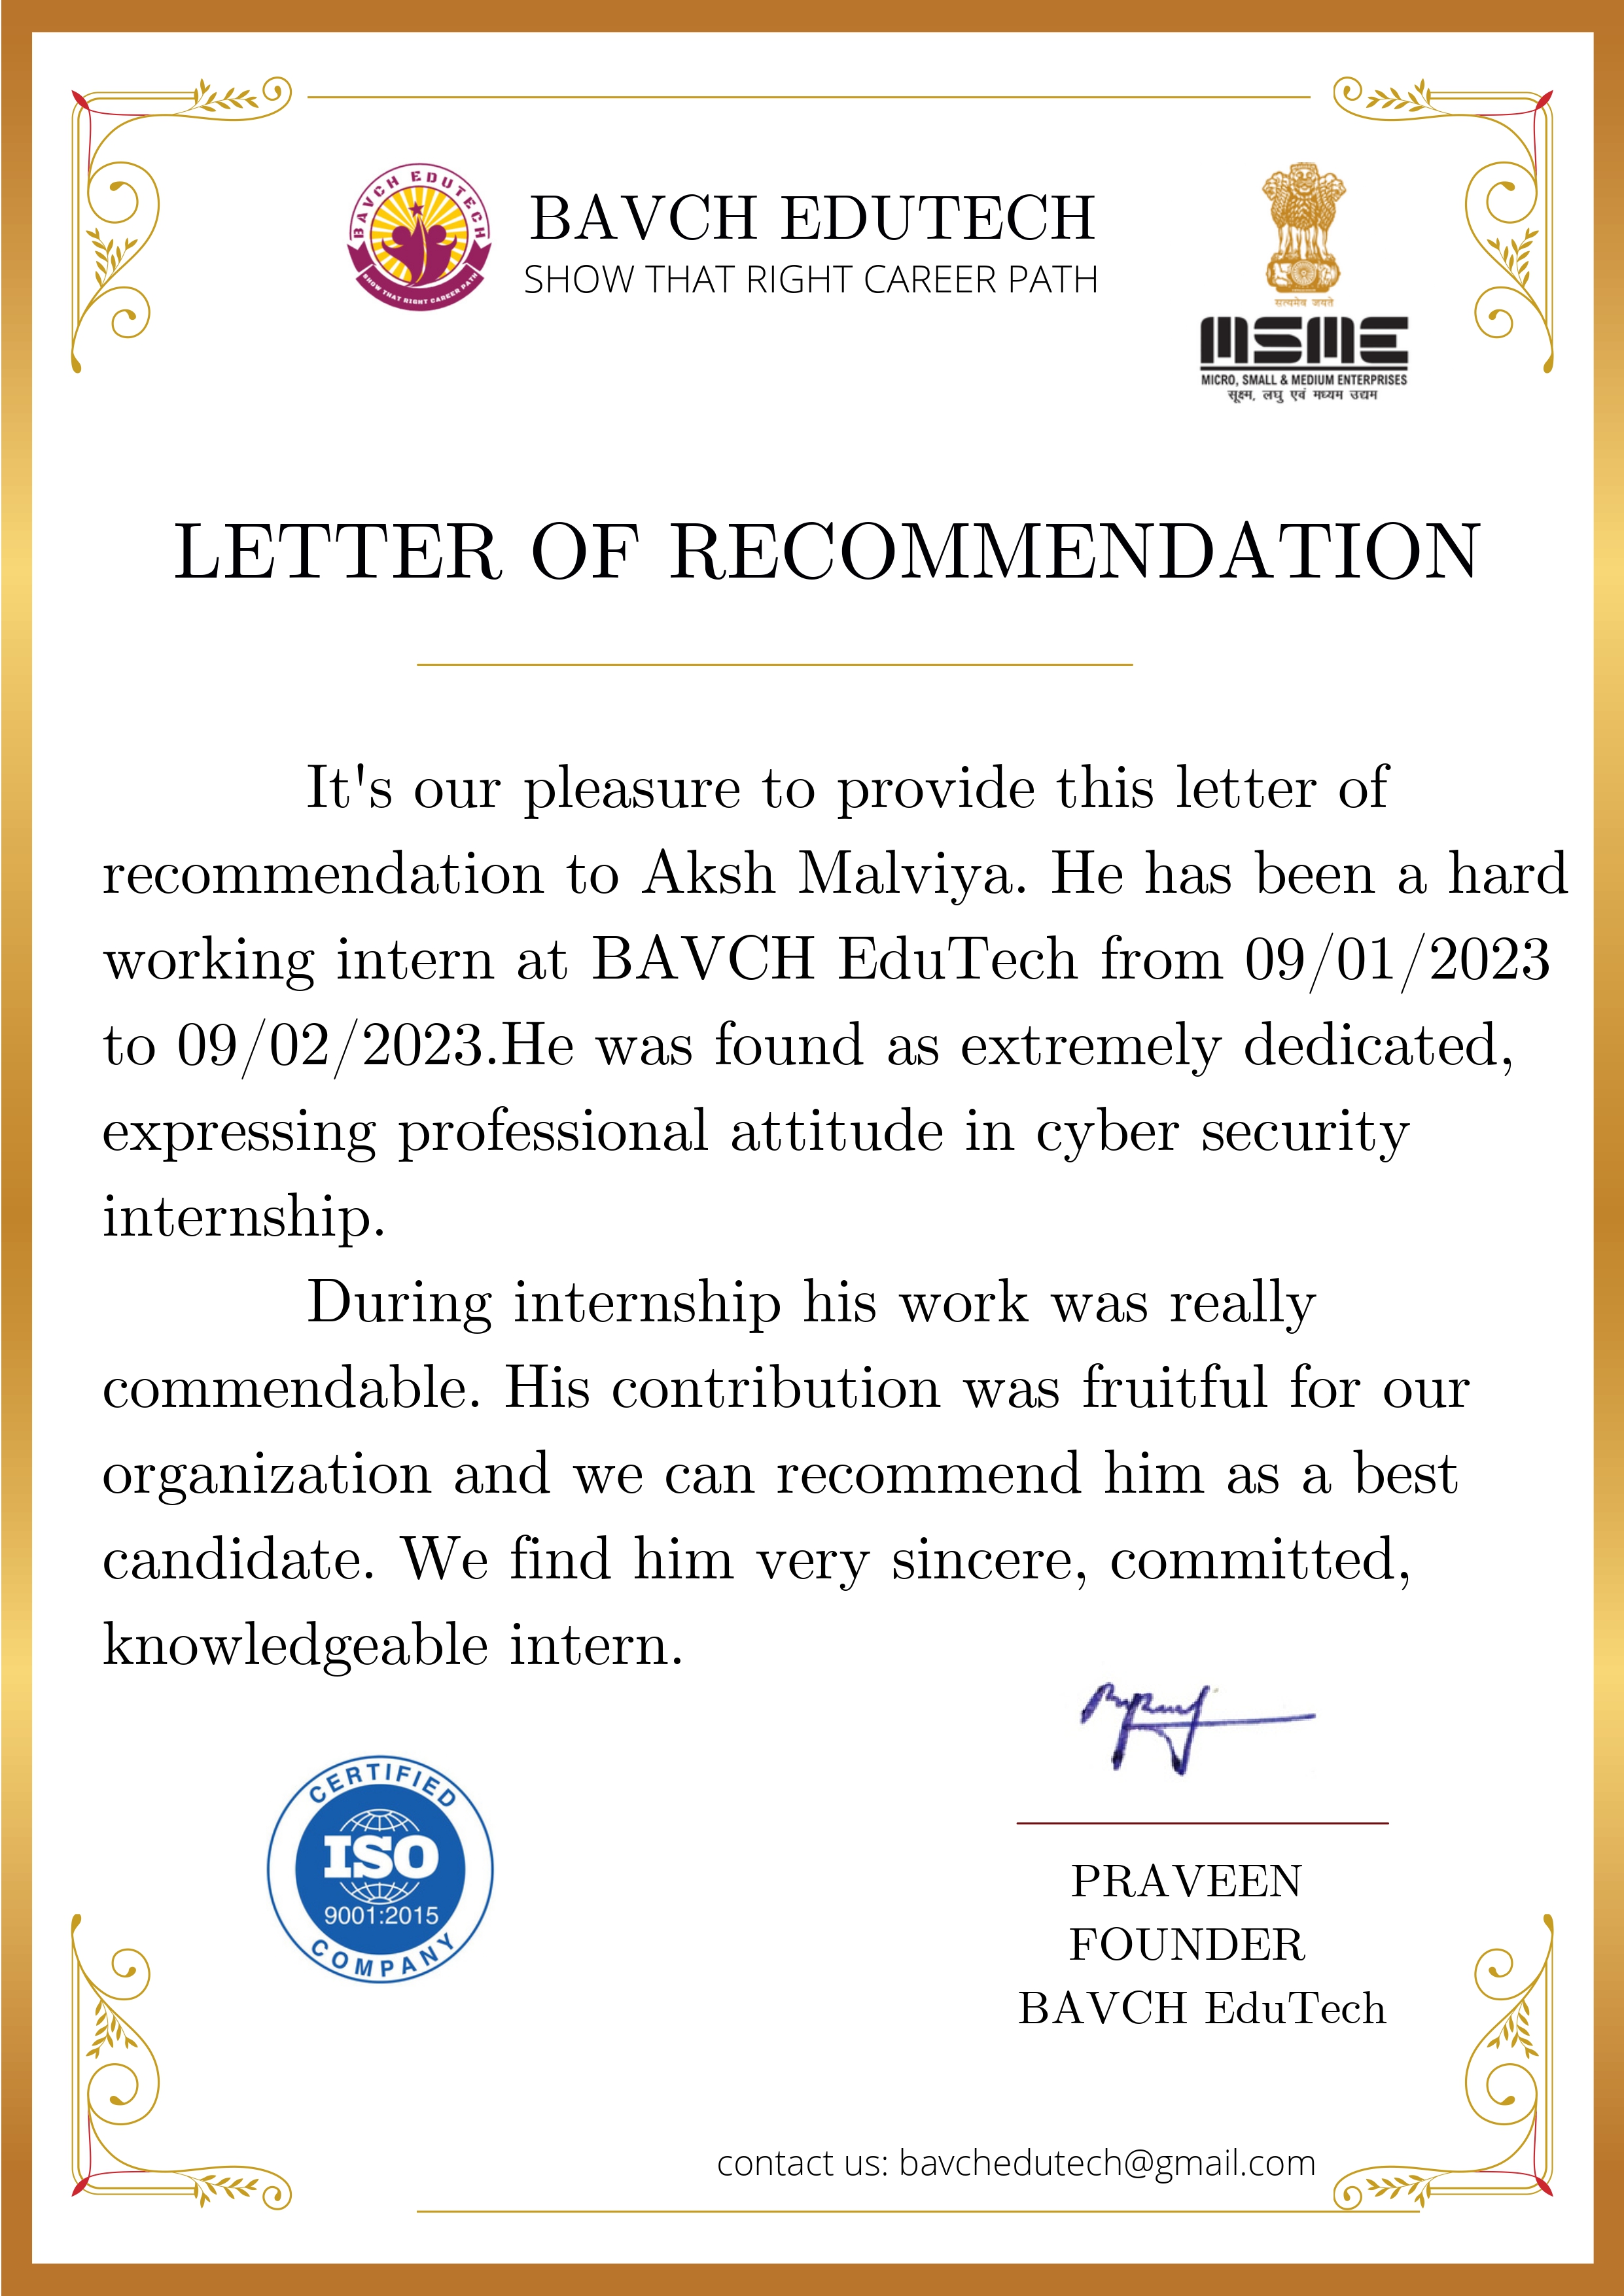 BAVCH EDUTECH
SHOW THAT RIGHT CAREER PATH
BAVCH EDUTECH
SHOW THAT RIGHT CAREER PATH
सत्यमेव जयते
MSME
MICRO, SMALL & MEDIUM ENTERPRISES
सूक्ष्म, लघु एवं मध्यम उद्यम
LETTER OF RECOMMENDATION
It's our pleasure to provide this letter of
recommendation to Aksh Malviya. He has been a hard
working intern at BAVCH EduTech from 09/01/2023
to 09/02/2023.He was found as extremely dedicated,
expressing professional attitude in cyber security
internship.
During internship his work was really
commendable. His contribution was fruitful for our
organization and we can recommend him as a best
candidate. We find him very sincere, committed,
knowledgeable intern.
CERTIFIED
ISO
9001:2015
COMPANY
PRAVEEN
FOUNDER
BAVCH EduTech
contact us: bavchedutech@gmail.com